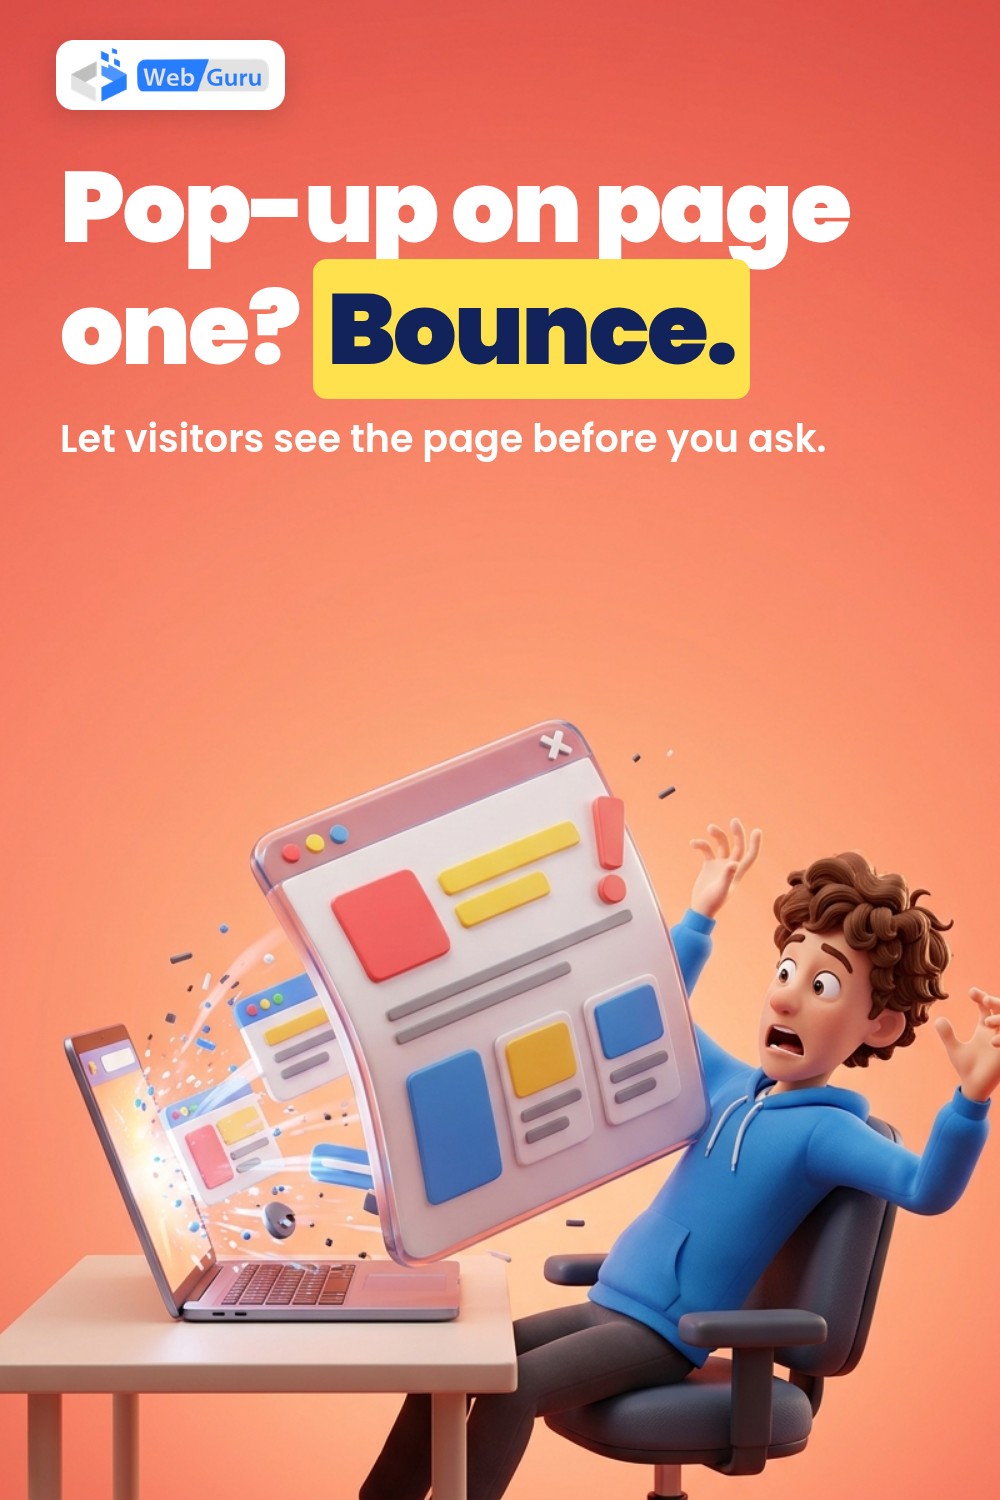 Web Guru
Pop-up on page
one? Bounce.
Let visitors see the page before you ask.